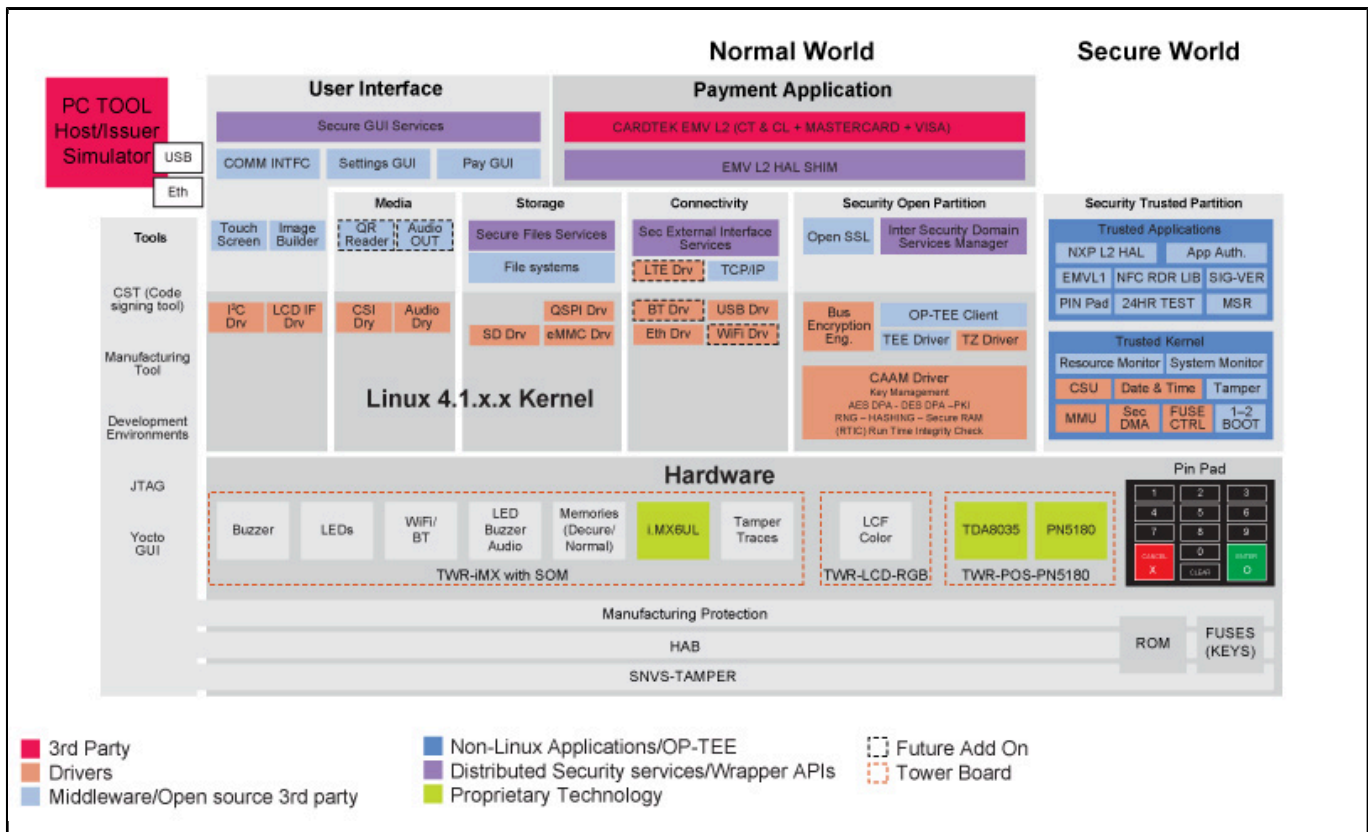 Normal World
Secure World
PC TOOL
Host/Issuer
Simulator
USB
Eth
User Interface
Secure GUI Services
COMM INTFC
Settings GUI
Pay GUI
Payment Application
CARDTEK EMV L2 (CT & CL + MASTERCARD + VISA)
EMV L2 HAL SHIM
Tools
CST (Code
signing tool)
Manufacturing
Tool
Development
Environments
JTAG
Yocto
GUI
Touch
Screen
Image
Builder
I²C
Drv
LCD IF
Drv
Media
QR
Reader
Audio
OUT
CSI
Dry
Audio
Dry
Storage
Secure Files Services
File systems
QSPI Drv
SD Drv
eMMC Drv
Linux 4.1.x.x Kernel
Connectivity
Sec External Interface
Services
LTE Drv
TCP/IP
BT Drv
USB Drv
Eth Drv
WiFi Drv
Security Open Partition
Open SSL
Inter Security Domain
Services Manager
Bus
Encryption
Eng.
OP-TEE Client
TEE Driver
TZ Driver
CAAM Driver
Key Management
AES DPA - DES DPA –PKI
RNG – HASHING – Secure RAM
(RTIC) Run Time Integrity Check
Security Trusted Partition
Trusted Applications
NXP L2 HAL
App Auth.
EMVL1
NFC RDR LIB
SIG-VER
PIN Pad
24HR TEST
MSR
Trusted Kernel
Resource Monitor
System Monitor
CSU
Date & Time
Tamper
MMU
Sec
DMA
FUSE
CTRL
1–2
BOOT
Hardware
Buzzer
LEDs
WiFi/
BT
LED
Buzzer
Audio
Memories
(Decure/
Normal)
i.MX6UL
Tamper
Traces
TWR-iMX with SOM
LCF
Color
TWR-LCD-RGB
TDA8035
PN5180
TWR-POS-PN5180
Pin Pad
1
2
3
4
5
6
7
8
9
CANCEL
X
0
CLEAR
ENTER
O
Manufacturing Protection
HAB
SNVS-TAMPER
ROM
FUSES
(KEYS)
3rd Party
Drivers
Middleware/Open source 3rd party
Non-Linux Applications/OP-TEE
Distributed Security services/Wrapper APIs
Proprietary Technology
Future Add On
Tower Board